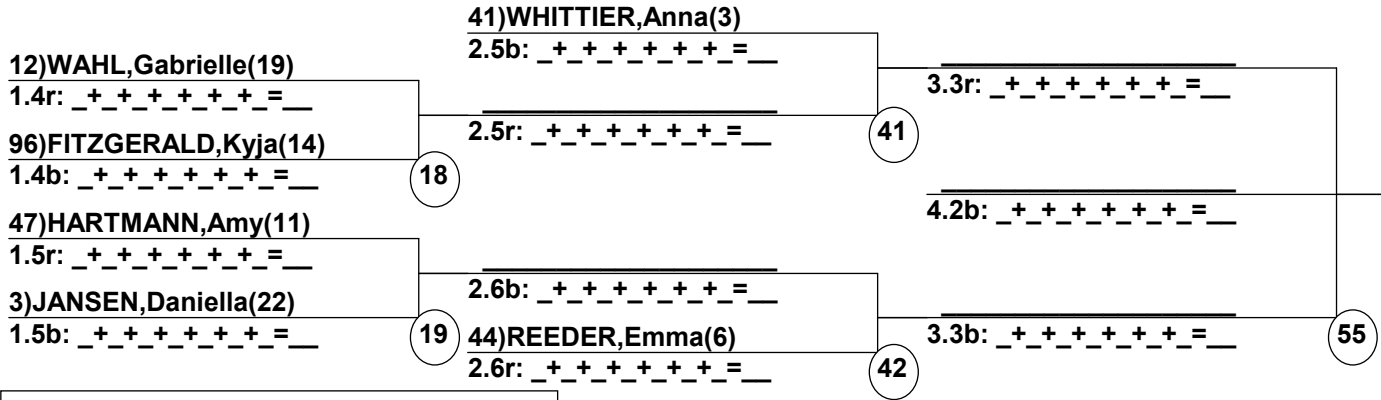 12)WAHL,Gabrielle(19)
1.4r: _+_+_+_+_+_=__
96)FITZGERALD,Kyja(14)
1.4b: _+_+_+_+_+_=__
18
47)HARTMANN,Amy(11)
1.5r: _+_+_+_+_+_=__
3)JANSEN,Daniella(22)
1.5b: _+_+_+_+_+_=__
19
41)WHITTIER,Anna(3)
2.5b: _+_+_+_+_+_=__
2.5r: _+_+_+_+_+_=__
41
2.6b: _+_+_+_+_+_=__
44)REEDER,Emma(6)
2.6r: _+_+_+_+_+_=__
42
3.3r: _+_+_+_+_+_=__
4.2b: _+_+_+_+_+_=__
3.3b: _+_+_+_+_+_=__
55